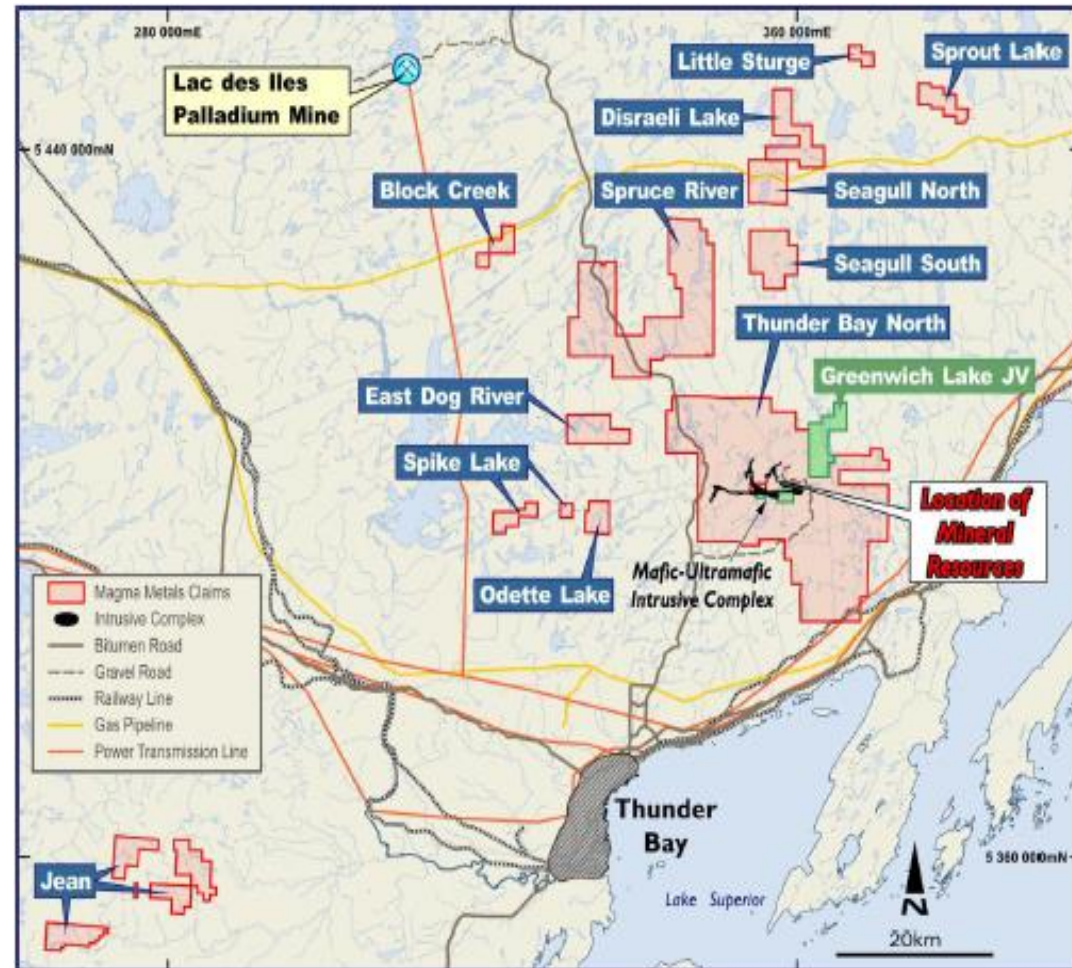 280 000mE
360 000mE
Lac des Iles
Palladium Mine
Little Sturge
Sprout Lake
Disraeli Lake
5 440 000mN
Block Creek
Spruce River
Seagull North
Seagull South
Thunder Bay North
Greenwich Lake JV
East Dog River
Spike Lake
Location of
Mineral
Resources
Odette Lake
Mafic-Ultramafic
Intrusive Complex
Magma Metals Claims
Intrusive Complex
Bitumen Road
Gravel Road
Railway Line
Gas Pipeline
Power Transmission Line
Thunder
Bay
5 360 000mN
Jean
Lake Superior
N
20km